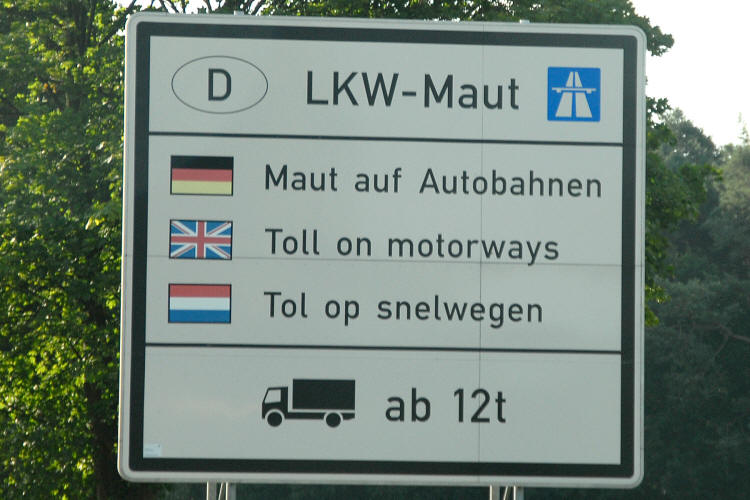 D LKW-Maut
Maut auf Autobahnen
Toll on motorways
Tol op snelwegen
ab 12t